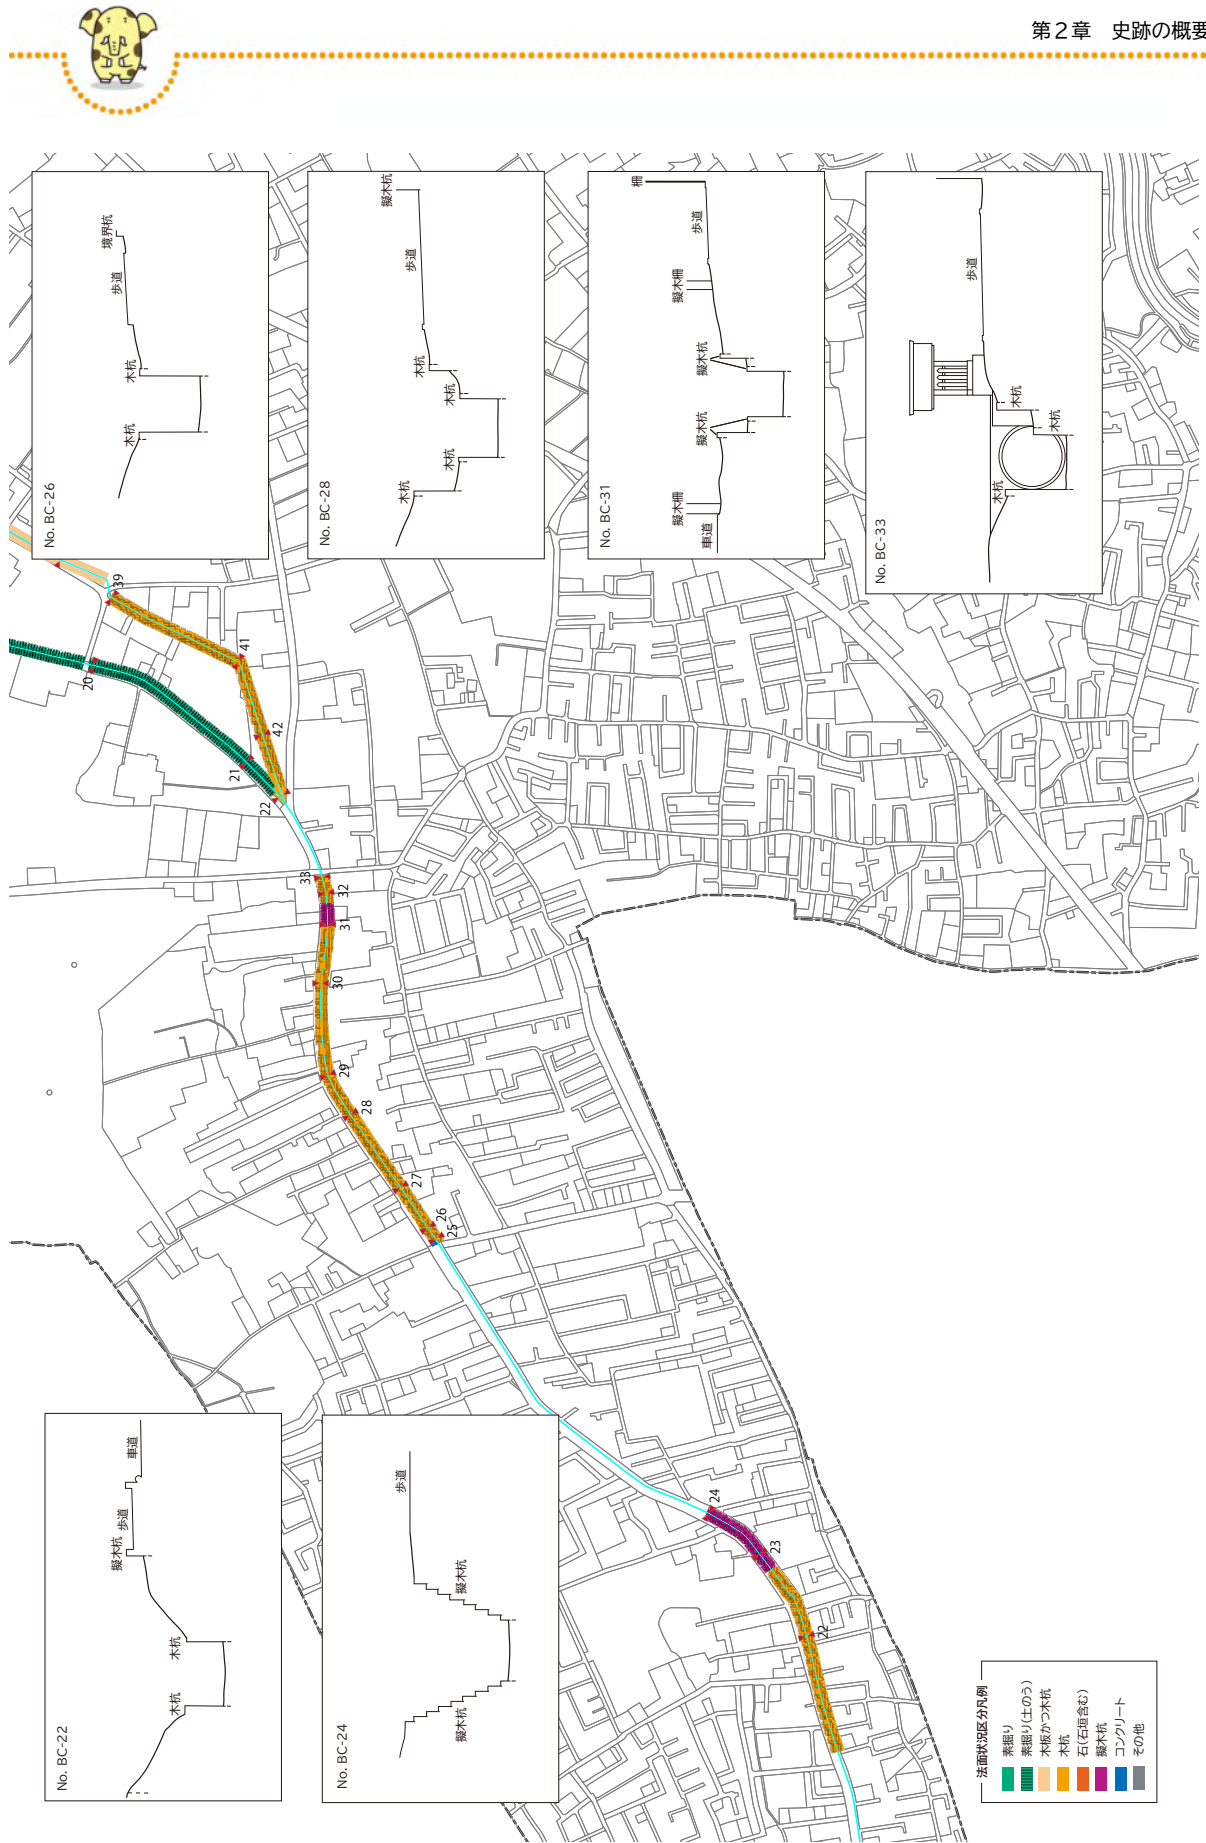 第２章　史跡の概要
No. BC-26
木杭
木杭
歩道
境界杭
No. BC-28
木杭
木杭
木杭
木杭
歩道
擬木杭
No. BC-31
車道
擬木柵
擬木杭
擬木杭
擬木柵
歩道
柵
No. BC-33
木杭
木杭
木杭
歩道
39
41
42
20
21
22
33
32
31
30
29
28
27
26
25
24
23
22
No. BC-22
木杭
木杭
擬木杭
歩道
車道
No. BC-24
擬木杭
擬木杭
歩道
法面状況区分凡例
素掘り
素掘り(土のう)
木板かつ木杭
木杭
石(石垣含む)
擬木杭
コンクリート
その他